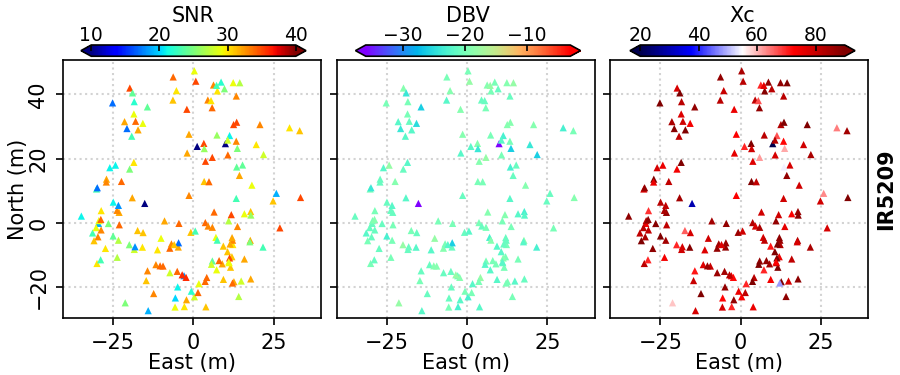 SNR
10 20 30 40
DBV
−30 −20 −10
Xc
20 40 60 80
North (m)
40
20
0
−20
−25 0 25
East (m)
−25 0 25
East (m)
−25 0 25
East (m)
IR5209